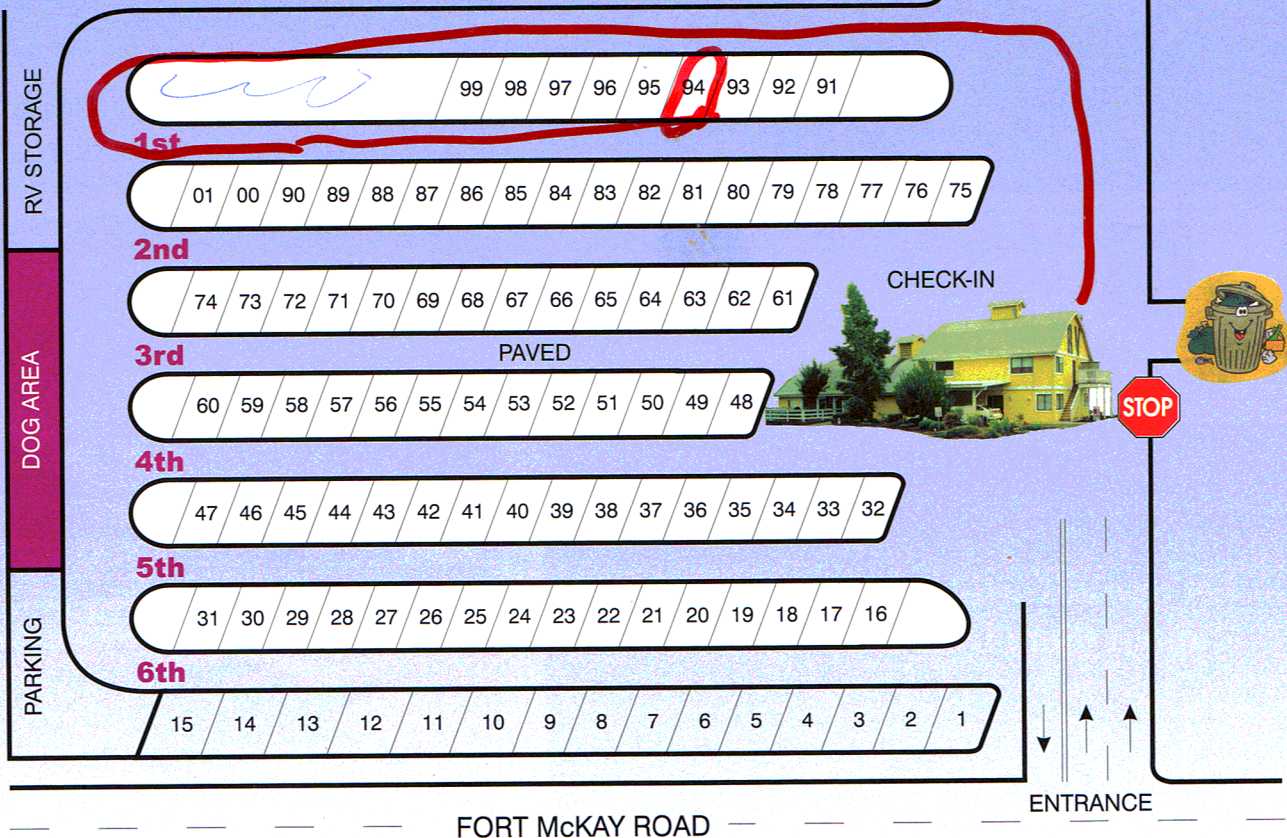 RV STORAGE
99 98 97 96 95 94 93 92 91
1st
01 00 90 89 88 87 86 85 84 83 82 81 80 79 78 77 76 75
2nd
CHECK-IN
74 73 72 71 70 69 68 67 66 65 64 63 62 61
3rd
PAVED
DOG AREA
60 59 58 57 56 55 54 53 52 51 50 49 48
STOP
4th
47 46 45 44 43 42 41 40 39 38 37 36 35 34 33 32
5th
31 30 29 28 27 26 25 24 23 22 21 20 19 18 17 16
6th
PARKING
15 14 13 12 11 10 9 8 7 6 5 4 3 2 1
ENTRANCE
FORT McKAY ROAD